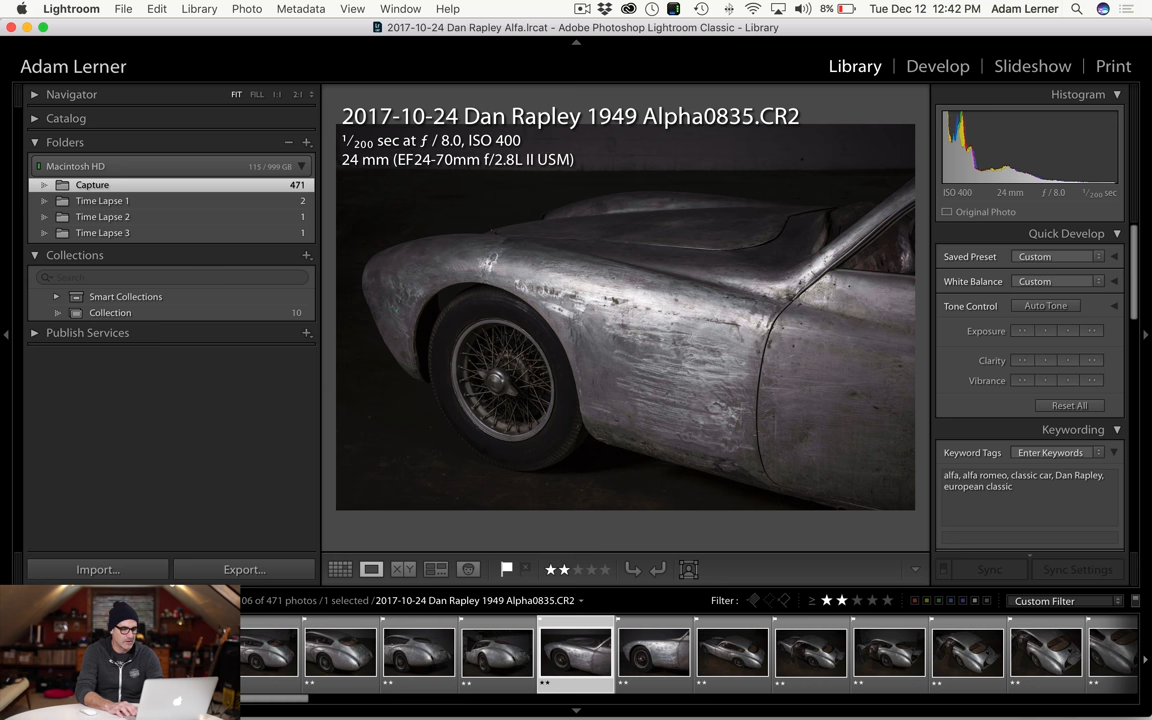 Lightroom File Edit Library Photo Metadata View Window Help 8% Tue Dec 12 12:42 PM Adam Lerner
2017-10-24 Dan Rapley Alfa.lrcat - Adobe Photoshop Lightroom Classic - Library
Adam Lerner
Library | Develop | Slideshow | Print
Navigator FIT FILL 1:1 2:1
Catalog
Folders
Macintosh HD 115 / 999 GB
Capture 471
Time Lapse 1 2
Time Lapse 2 1
Time Lapse 3 1
Collections
Search
Smart Collections
Collection 10
Publish Services
Import... Export...
2017-10-24 Dan Rapley 1949 Alpha0835.CR2
1/200 sec at ƒ / 8.0, ISO 400
24 mm (EF24-70mm f/2.8L II USM)
Histogram
ISO 400 24 mm ƒ / 8.0 1/200 sec
Original Photo
Quick Develop
Saved Preset Custom
White Balance Custom
Tone Control Auto Tone
Exposure
Clarity
Vibrance
Reset All
Keywording
Keyword Tags Enter Keywords
alfa, alfa romeo, classic car, Dan Rapley,
european classic
Sync Sync Settings
XY
06 of 471 photos / 1 selected / 2017-10-24 Dan Rapley 1949 Alpha0835.CR2
Filter : ≥ Custom Filter